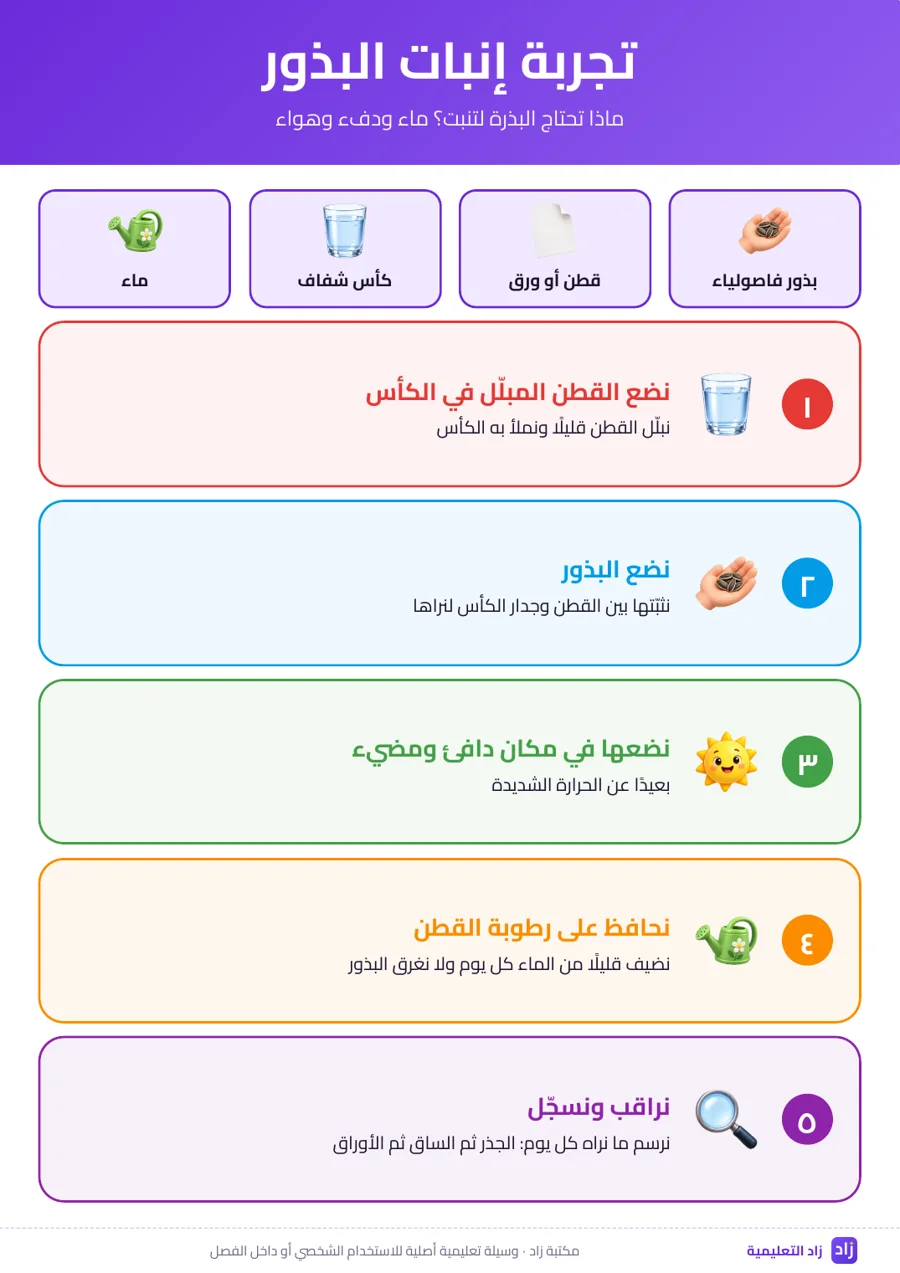 تجربة إنبات البذور
ماذا تحتاج البذرة لتنبت؟ ماء ودفء وهواء
بذور فاصولياء
قطن أو ورق
كأس شفاف
ماء
١
نضع القطن المبلّل في الكأس
نبلّل القطن قليلًا ونملأ به الكأس
٢
نضع البذور
نثبّتها بين القطن وجدار الكأس لنراها
٣
نضعها في مكان دافئ ومضيء
بعيدًا عن الحرارة الشديدة
٤
نحافظ على رطوبة القطن
نضيف قليلًا من الماء كل يوم ولا نغرق البذور
٥
نراقب ونسجّل
نرسم ما نراه كل يوم: الجذر ثم الساق ثم الأوراق
زاد
زاد التعليمية
مكتبة زاد · وسيلة تعليمية أصلية للاستخدام الشخصي أو داخل الفصل